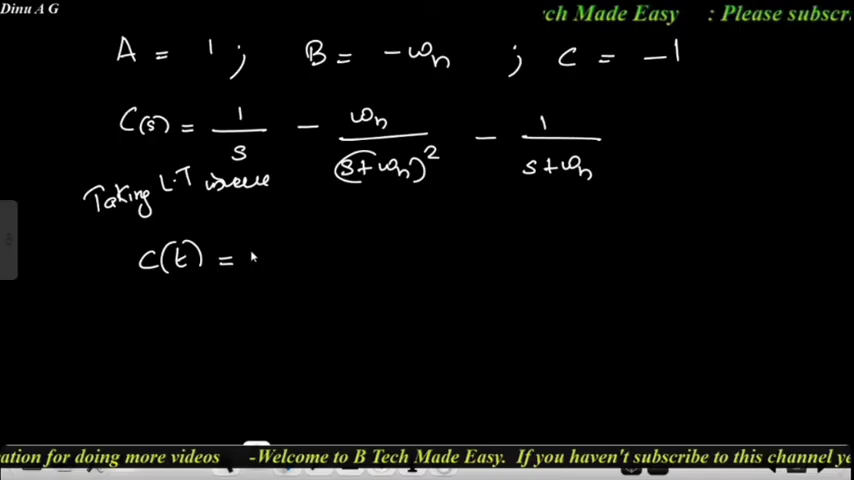 Dinu A G
ch Made Easy : Please subscr
A = 1 ; B = -ωn ; C = -1
C(s) = 1/s - ωn/(s+ωn)² - 1/(s+ωn)
Taking L.T inverse
C(t) =
ation for doing more videos -Welcome to B Tech Made Easy. If you haven't subscribe to this channel ye